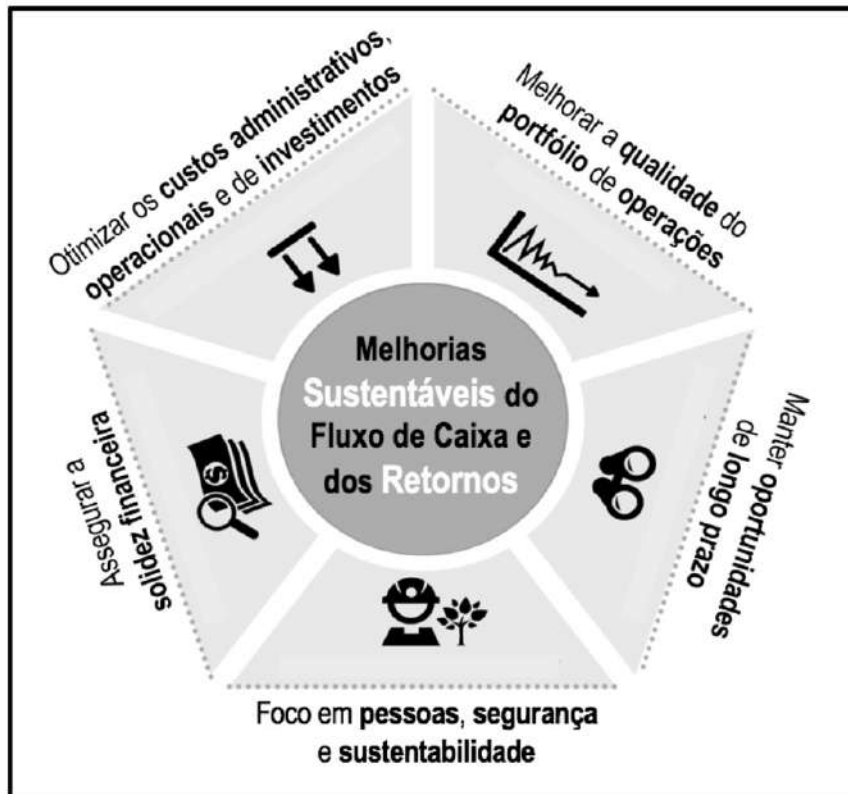 Otimizar os custos administrativos,
operacionais e de investimentos
Melhorar a qualidade do
portfólio de operações
Melhorias
Sustentáveis do
Fluxo de Caixa e
dos Retornos
Assegurar a
solidez financeira
$
Manter oportunidades
de longo prazo
Foco em pessoas, segurança
e sustentabilidade